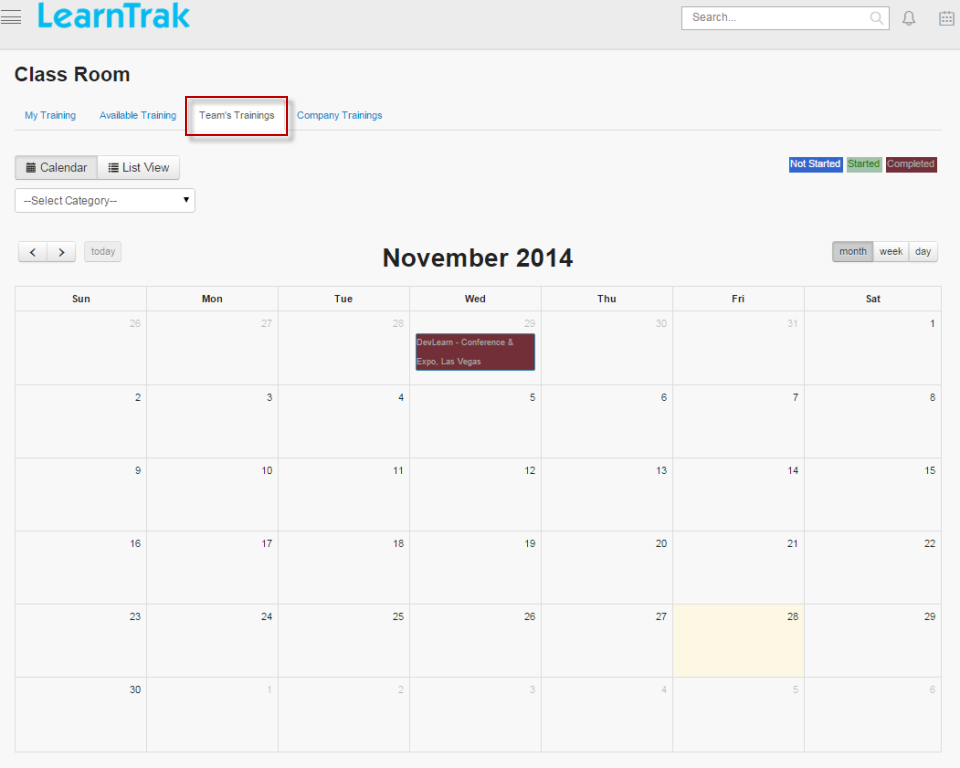 LearnTrak
Search...
Class Room
My Training Available Training Team's Trainings Company Trainings
Calendar List View
Not Started Started Completed
--Select Category--
today
November 2014
month week day
Sun Mon Tue Wed Thu Fri Sat
26 27 28 29 30 31 1
DevLearn - Conference &
Expo, Las Vegas
2 3 4 5 6 7 8
9 10 11 12 13 14 15
16 17 18 19 20 21 22
23 24 25 26 27 28 29
30 1 2 3 4 5 6